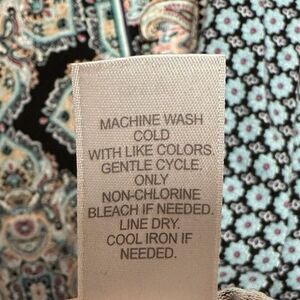 MACHINE WASH
COLD
WITH LIKE COLORS.
GENTLE CYCLE.
ONLY
NON-CHLORINE
BLEACH IF NEEDED.
LINE DRY.
COOL IRON IF
NEEDED.